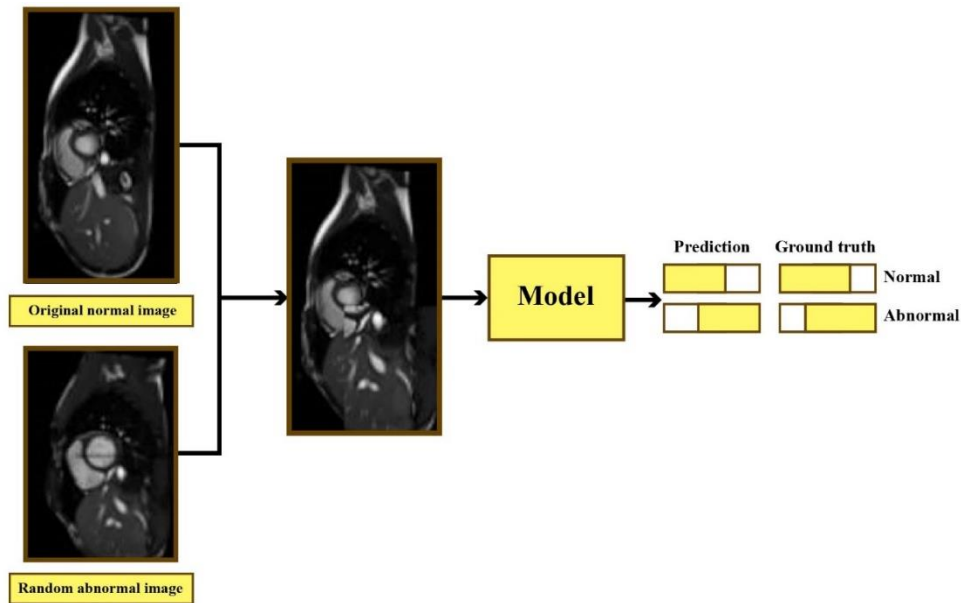 Original normal image
Random abnormal image
Model
Prediction Ground truth
Normal
Abnormal